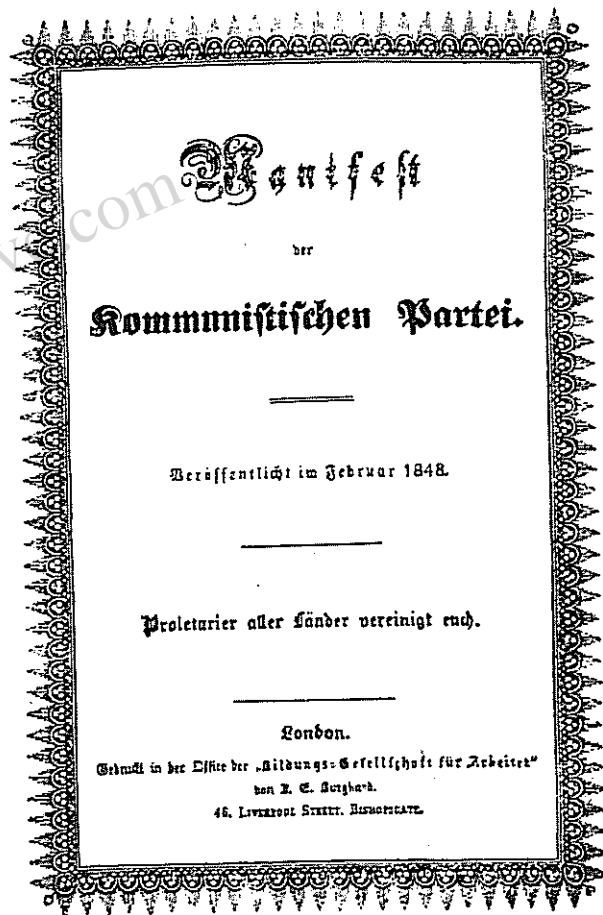 Manifest
der
Kommunistischen Partei.
Veröffentlicht im Februar 1848.
Proletarier aller Länder vereinigt euch.
London.
Gedruckt in der Office der „Bildungs-Gesellschaft für Arbeiter“
von J. E. Burghard.
46, LIVERPOOL STREET, BISHOPSGATE.
.com